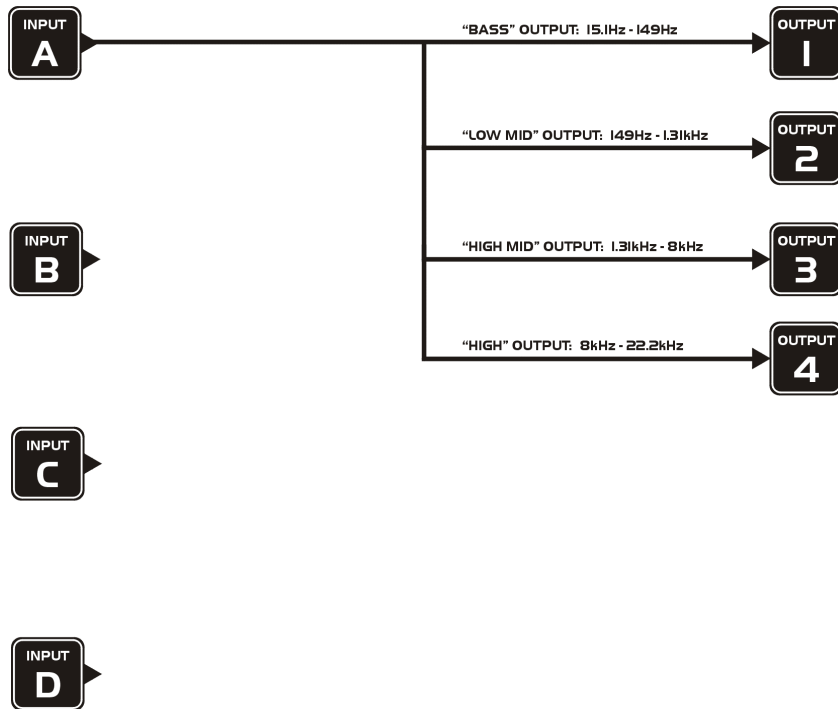 INPUT
A
"BASS" OUTPUT: 15.1Hz - 149Hz
OUTPUT
1
"LOW MID" OUTPUT: 149Hz - 1.31kHz
OUTPUT
2
INPUT
B
"HIGH MID" OUTPUT: 1.31kHz - 8kHz
OUTPUT
3
"HIGH" OUTPUT: 8kHz - 22.2kHz
OUTPUT
4
INPUT
C
INPUT
D